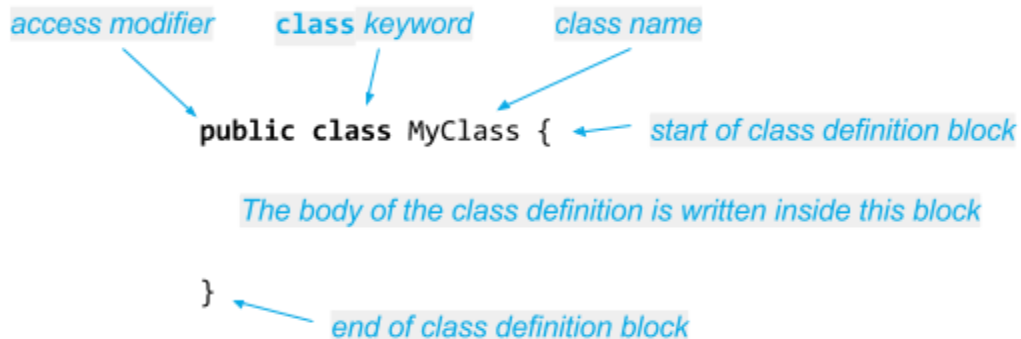 access modifier class keyword class name
public class MyClass { start of class definition block
The body of the class definition is written inside this block
}
end of class definition block